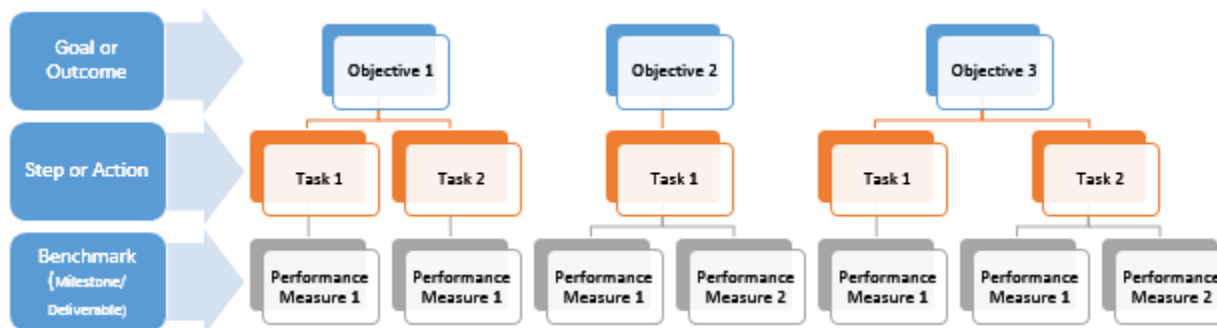 Goal or
Outcome
Objective 1
Objective 2
Objective 3
Step or Action
Task 1
Task 2
Task 1
Task 1
Task 2
Benchmark
(Milestone/
Deliverable)
Performance
Measure 1
Performance
Measure 1
Performance
Measure 1
Performance
Measure 2
Performance
Measure 1
Performance
Measure 1
Performance
Measure 2